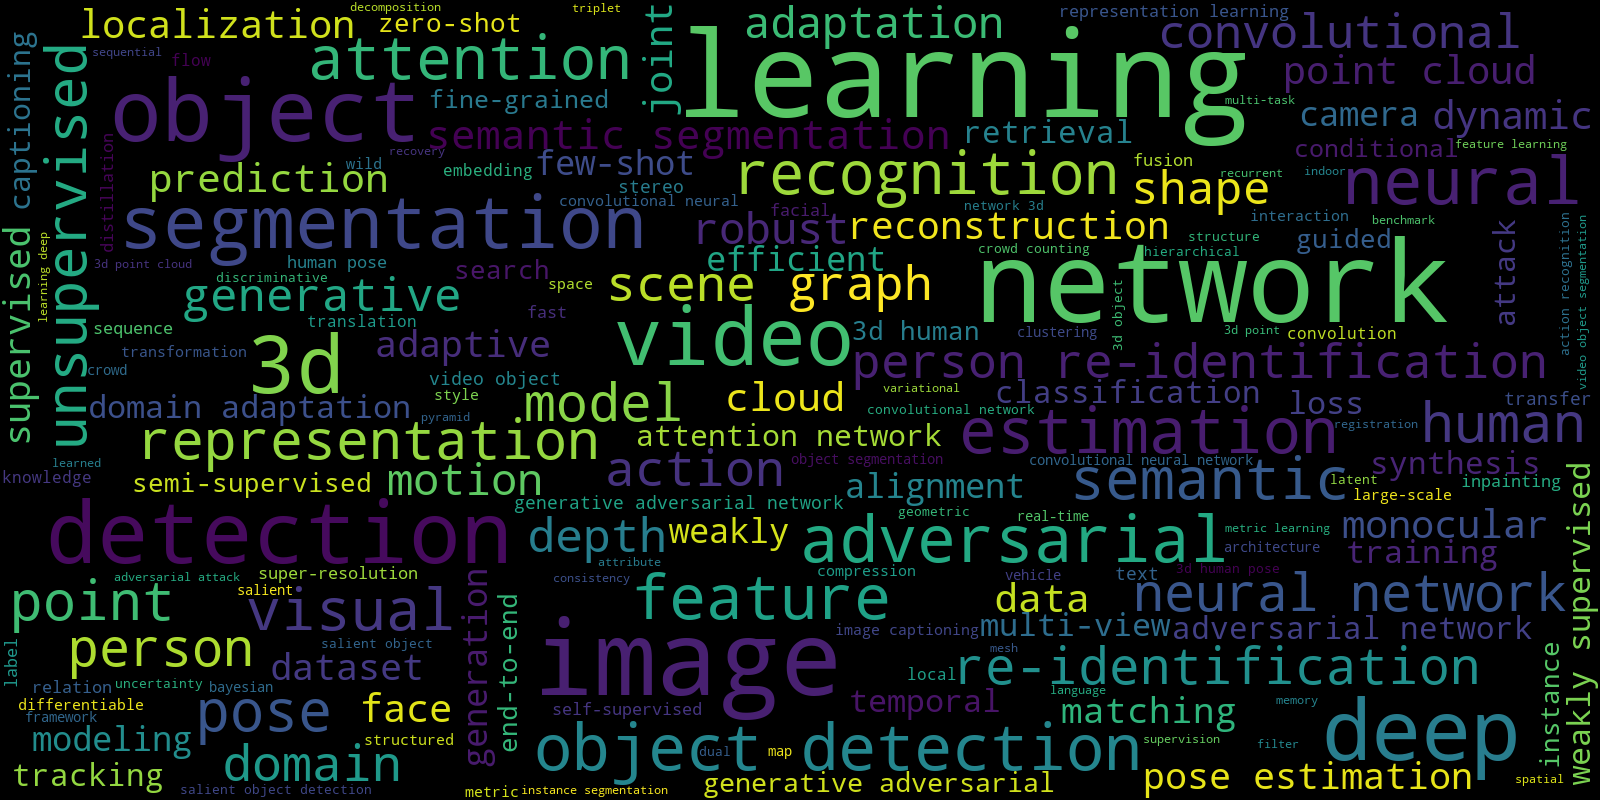 decomposition
triplet
localization
zero-shot
adaptation
representation learning
convolutional
sequential
flow
attention
joint
learning
point cloud
captioning
unsupervised
object
fine-grained
multi-task
camera
dynamic
semantic segmentation
retrieval
distillation
recovery
wild
embedding
few-shot
recognition
fusion
conditional
feature learning
prediction
stereo
shape
recurrent
indoor
neural
segmentation
convolutional neural
facial
network 3d
interaction
benchmark
robust
reconstruction
structure
guided
attack
action recognition
video object segmentation
supervised
learning deep
3d point cloud
human pose
search
efficient
crowd counting
hierarchical
network
discriminative
generative
space
scene
graph
3d object
sequence
translation
fast
video
3d human
clustering
3d point
convolution
transformation
3d
adaptive
person re-identification
crowd
video object
style
variational
classification
domain adaptation
pyramid
model
cloud
convolutional network
loss
transfer
representation
attention network
estimation
registration
human
learned
knowledge
semi-supervised
motion
action
object segmentation
convolutional neural network
semantic
synthesis
latent
inpainting
generative adversarial network
alignment
large-scale
detection
depth
weakly
geometric
real-time
adversarial
metric learning
monocular
architecture
training
adversarial attack
super-resolution
attribute
consistency
compression
vehicle
text
3d human pose
weakly supervised
point
salient
visual
generation
end-to-end
feature
data
neural network
person
salient object
image
image captioning
multi-view
adversarial network
mesh
label
dataset
local
re-identification
instance
relation
uncertainty
bayesian
language
differentiable
framework
pose
face
self-supervised
temporal
matching
memory
deep
modeling
structured
supervision
filter
domain
object detection
dual
map
tracking
salient object detection
metric
instance segmentation
generative adversarial
pose estimation
spatial